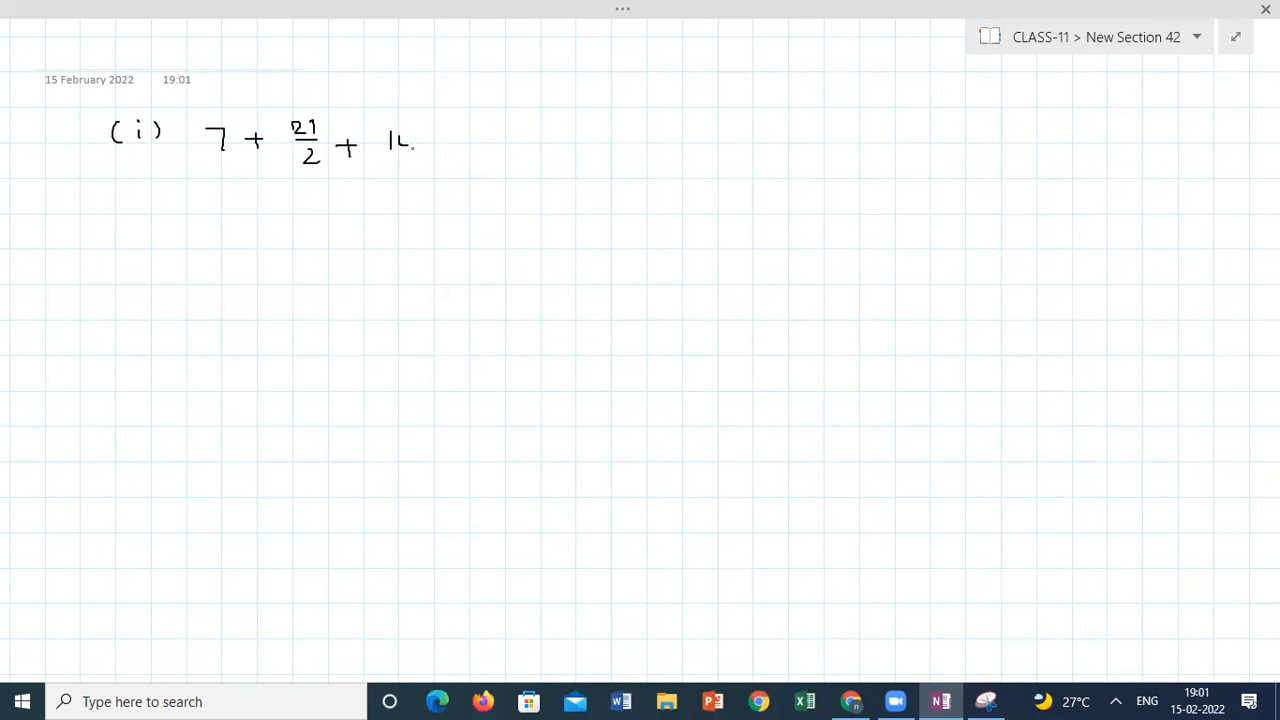 CLASS-11 > New Section 42
15 February 2022 19:01
(i) 7 + 21/2 + 14
Type here to search
27°C ENG 19:01
15-02-2022